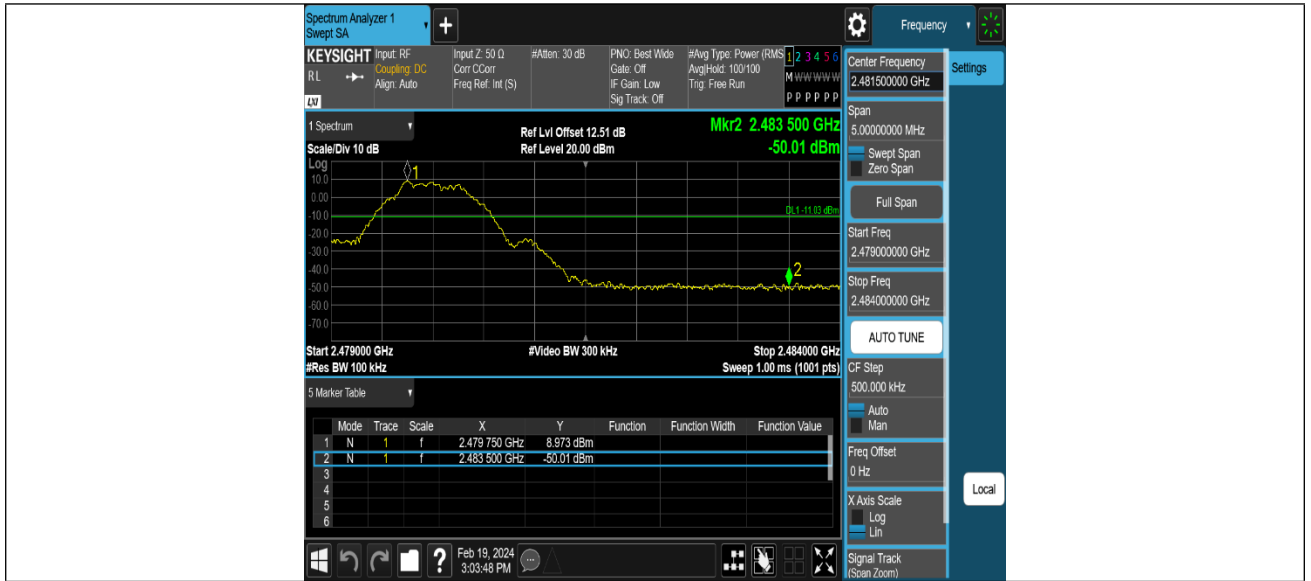 Spectrum Analyzer 1
Swept SA
+
Frequency
KEYSIGHT
RL
LXI
Input: RF
Coupling: DC
Align: Auto
Input Z: 50 Ω
Corr CCorr
Freq Ref: Int (S)
#Atten: 30 dB
PNO: Best Wide
Gate: Off
IF Gain: Low
Sig Track: Off
#Avg Type: Power (RMS
Avg|Hold: 100/100
Trig: Free Run
1 2 3 4 5 6
M W W W W W
P P P P P P
1 Spectrum
Scale/Div 10 dB
Ref Lvl Offset 12.51 dB
Ref Level 20.00 dBm
Mkr2 2.483 500 GHz
-50.01 dBm
Log
10.0
0.00
-10.0
-20.0
-30.0
-40.0
-50.0
-60.0
-70.0
1
2
DL1 -11.03 dBm
Start 2.479000 GHz
#Res BW 100 kHz
#Video BW 300 kHz
Stop 2.484000 GHz
Sweep 1.00 ms (1001 pts)
5 Marker Table
Mode Trace Scale X Y Function Function Width Function Value
1 N 1 f 2.479 750 GHz 8.973 dBm
2 N 1 f 2.483 500 GHz -50.01 dBm
3
4
5
6
?
Feb 19, 2024
3:03:48 PM
Center Frequency
2.481500000 GHz
Span
5.00000000 MHz
Swept Span
Zero Span
Full Span
Start Freq
2.479000000 GHz
Stop Freq
2.484000000 GHz
AUTO TUNE
CF Step
500.000 kHz
Auto
Man
Freq Offset
0 Hz
X Axis Scale
Log
Lin
Signal Track
(Span Zoom)
Settings
Local